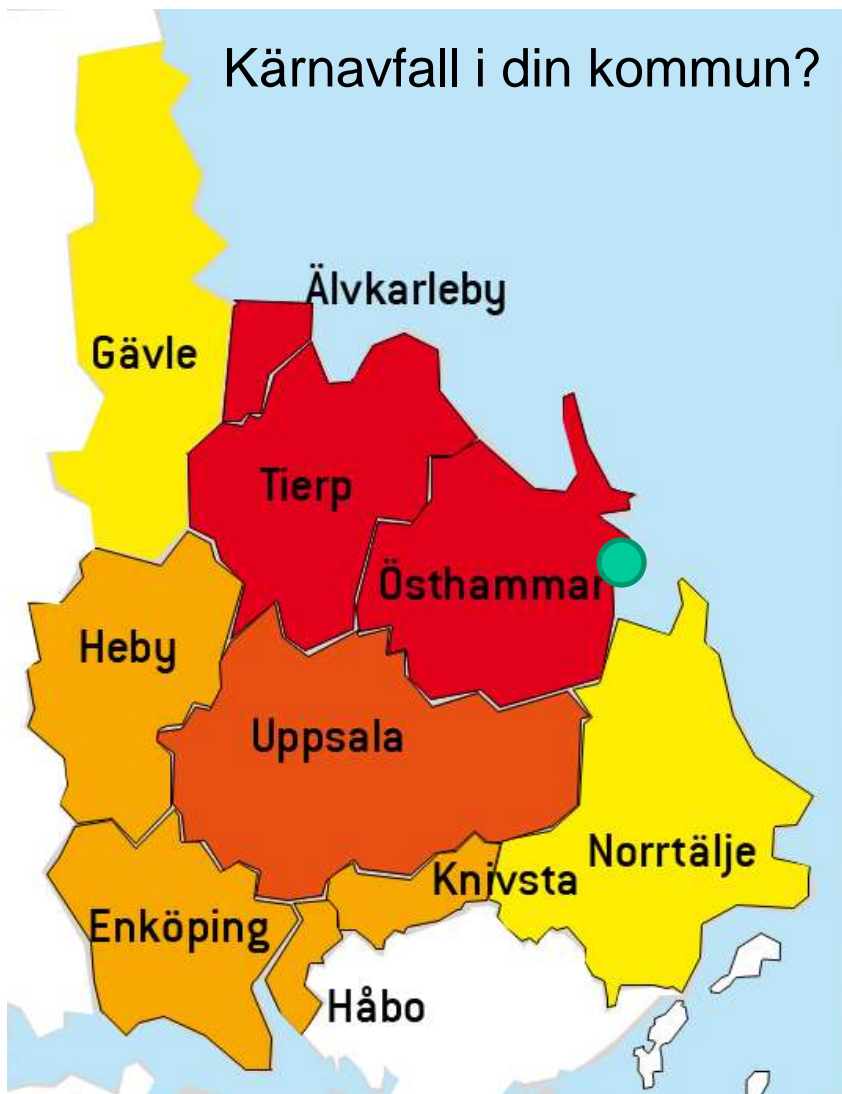 Kärnavfall i din kommun?
Älvkarleby
Gävle
Tierp
Östhammar
Heby
Uppsala
Norrtälje
Knivsta
Enköping
Håbo